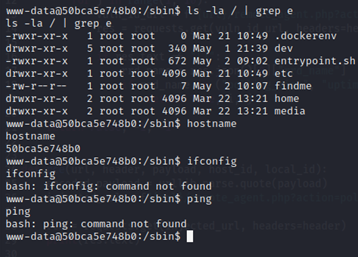 www-data@50bca5e748b0:/sbin$ ls -la / | grep e
ls -la / | grep e
-rwxr-xr-x 1 root root 0 Mar 21 10:49 .dockerenv
drwxr-xr-x 5 root root 340 May 1 21:39 dev
-rwxr-xr-x 1 root root 672 May 2 09:02 entrypoint.sh
drwxr-xr-x 1 root root 4096 Mar 21 10:49 etc
-rw-r--r-- 1 root root 7 May 2 10:07 findme
drwxr-xr-x 2 root root 4096 Mar 22 13:21 home
drwxr-xr-x 2 root root 4096 Mar 22 13:21 media
www-data@50bca5e748b0:/sbin$ hostname
hostname
50bca5e748b0
www-data@50bca5e748b0:/sbin$ ifconfig
ifconfig
bash: ifconfig: command not found
www-data@50bca5e748b0:/sbin$ ping
ping
bash: ping: command not found
www-data@50bca5e748b0:/sbin$